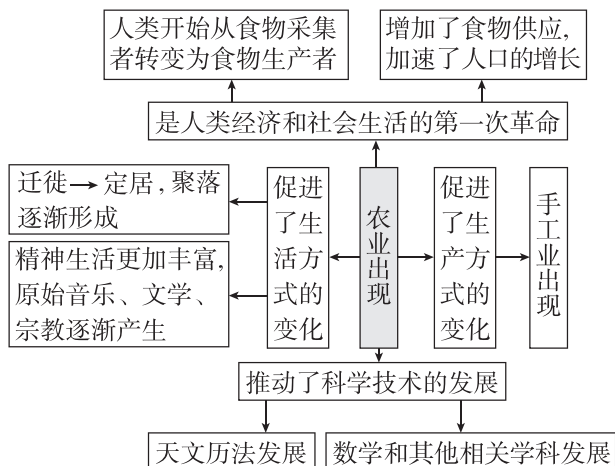 人类开始从食物采集
者转变为食物生产者
增加了食物供应,
加速了人口的增长
是人类经济和社会生活的第一次革命
迁徙→定居,聚落
逐渐形成
精神生活更加丰富,
原始音乐、文学、
宗教逐渐产生
促进了生活方式的变化
农业出现
促进了生产方式的变化
手工业出现
推动了科学技术的发展
天文历法发展
数学和其他相关学科发展